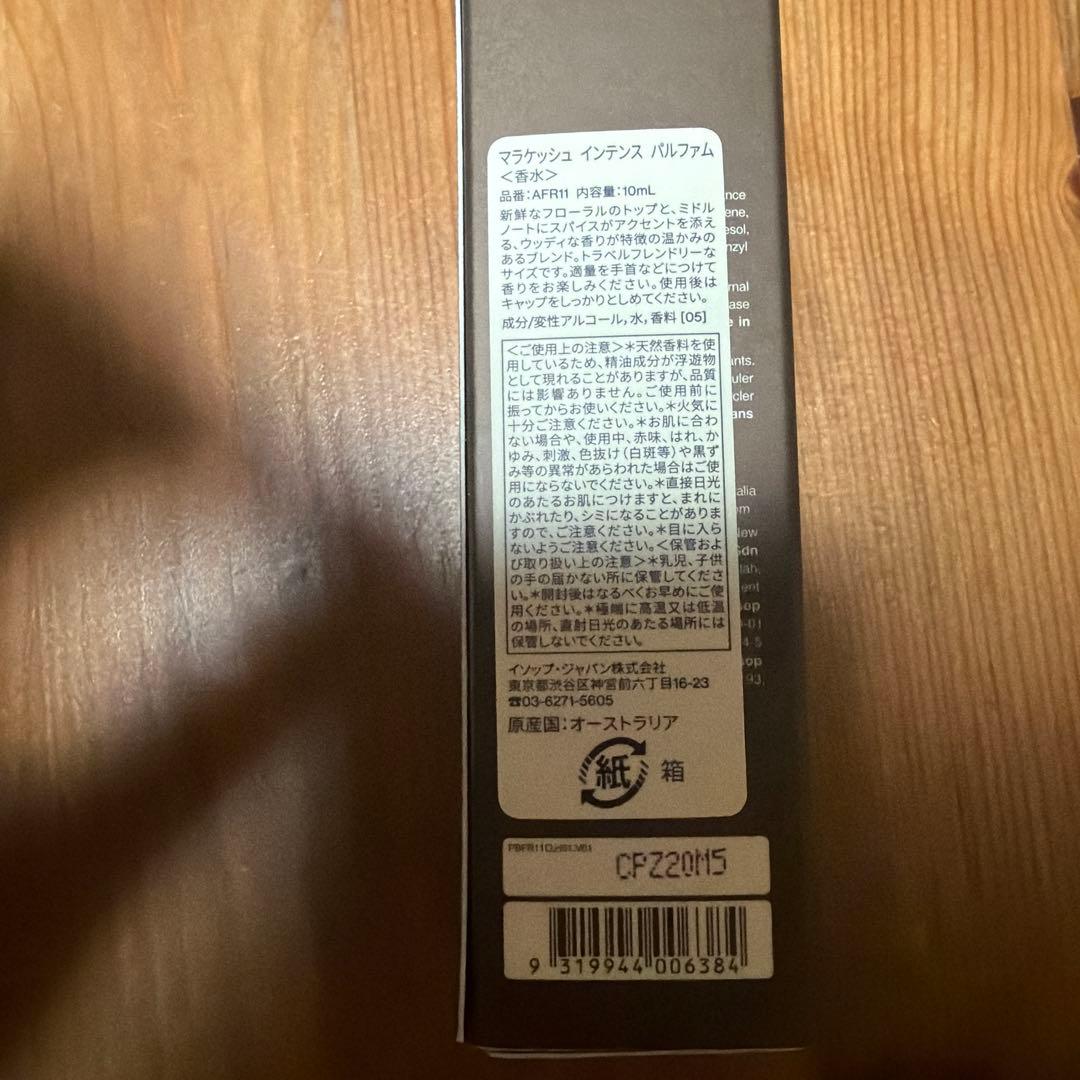 マラケッシュ インテンス パルファム
＜香水＞
品番：AFR11 内容量：10mL
新鮮なフローラルのトップと、ミドル
ノートにスパイスがアクセントを添え
る、ウッディな香りが特徴の温かみの
あるブレンド。トラベルフレンドリーな
サイズです。適量を手首などにつけて
香りをお楽しみください。使用後は
キャップをしっかりとしめてください。
成分/変性アルコール，水，香料 [05]
＜ご使用上の注意＞＊天然香料を使
用しているため、精油成分が浮遊物
として現れることがありますが、品質
には影響ありません。ご使用前に
振ってからお使いください。＊火気に
十分ご注意ください。＊お肌に合わ
ない場合や、使用中、赤味、はれ、か
ゆみ、刺激、色抜け（白斑等）や黒ず
み等の異常があらわれた場合はご使
用にならないでください。＊直接日光
のあたるお肌につけますと、まれに
かぶれたり、シミになることがありま
すので、ご注意ください。＊目に入ら
ないようご注意ください。＜保管およ
び取り扱い上の注意＞＊乳児、子供
の手の届かない所に保管してくださ
い。＊開封後はなるべくお早めにご使
用ください。＊極端に高温又は低温
の場所、直射日光のあたる場所には
保管しないでください。
イソップ・ジャパン株式会社
東京都渋谷区神宮前六丁目16-23
☎03-6271-5605
原産国：オーストラリア
紙 箱
CPZ20M5
9 319944 006384